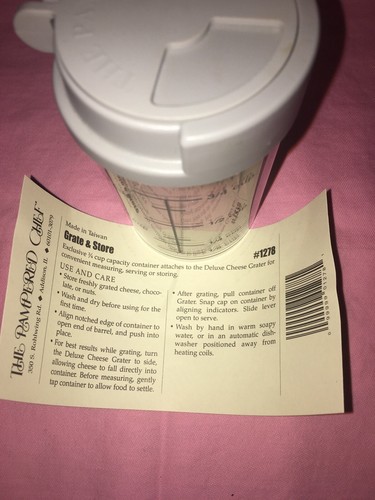 THE PAMPERED CHEF
350 S. Rohlwing Rd. ◆ Addison, IL ◆ 60101-3079
Made in Taiwan
Grate & Store
#1278
Exclusive ¾ cup capacity container attaches to the Deluxe Cheese Grater for
convenient measuring, serving or storing.
USE AND CARE
• Store freshly grated cheese, choco-
late, or nuts.
• Wash and dry before using for the
first time.
• Align notched edge of container to
open end of barrel, and push into
place.
• For best results while grating, turn
the Deluxe Cheese Grater to side,
allowing cheese to fall directly into
container. Before measuring, gently
tap container to allow food to settle.
• After grating, pull container off
Grater. Snap cap on container by
aligning indicators. Slide lever
open to serve.
• Wash by hand in warm soapy
water, or in an automatic dish-
washer positioned away from
heating coils.